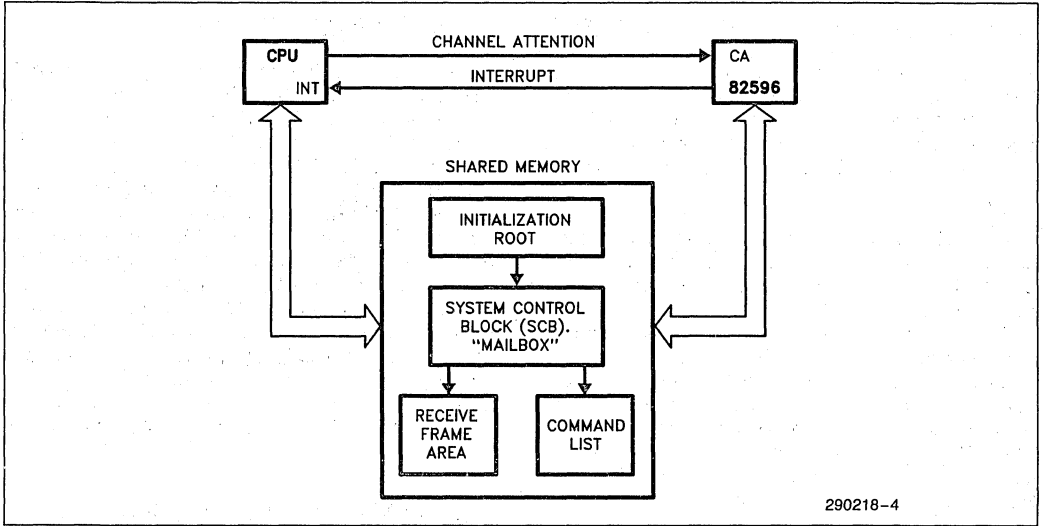 CPU
INT
CHANNEL ATTENTION
INTERRUPT
CA
82596
SHARED MEMORY
INITIALIZATION
ROOT
SYSTEM CONTROL
BLOCK (SCB).
"MAILBOX"
RECEIVE
FRAME
AREA
COMMAND
LIST
290218-4